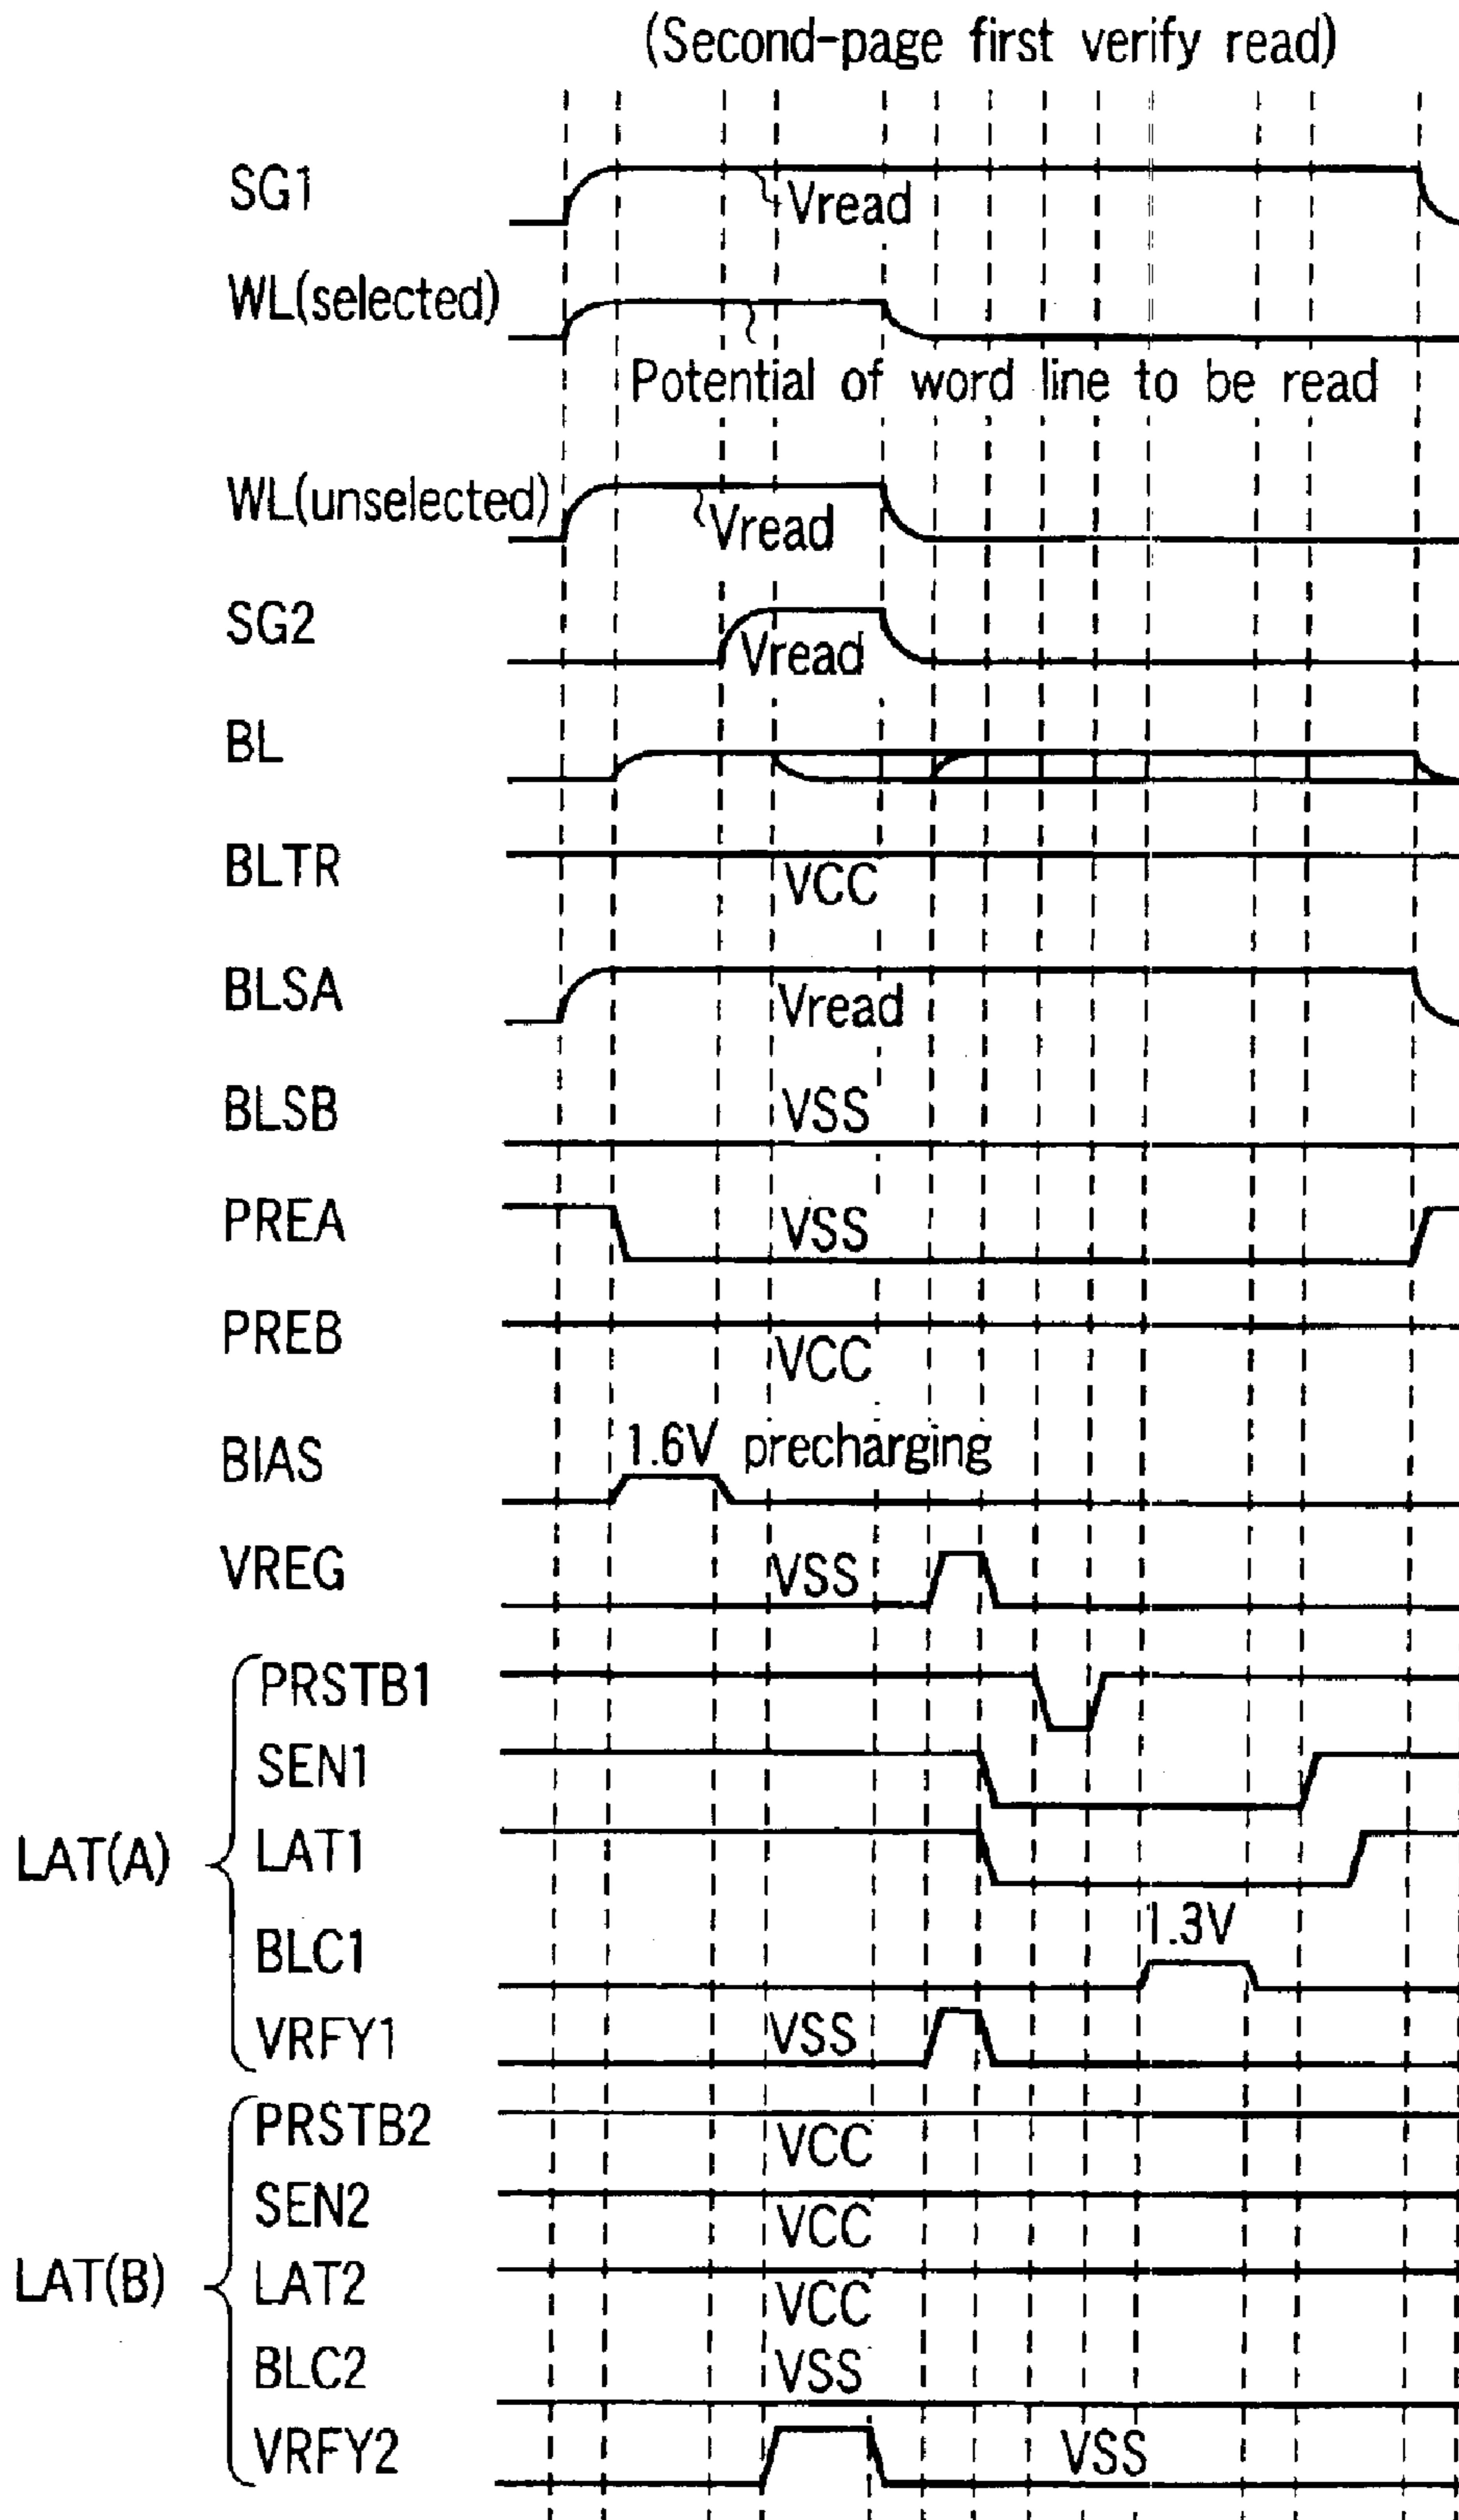 (Second-page first verify read)
SG1
Vread
WL(selected)
Potential of word line to be read
WL(unselected)
Vread
SG2
Vread
BL
BLTR
VCC
BLSA
Vread
BLSB
VSS
PREA
VSS
PREB
VCC
BIAS
1.6V precharging
VREG
VSS
LAT(A)
PRSTB1
SEN1
LAT1
BLC1
1.3V
VRFY1
VSS
LAT(B)
PRSTB2
VCC
SEN2
VCC
LAT2
VCC
BLC2
VSS
VRFY2
VSS